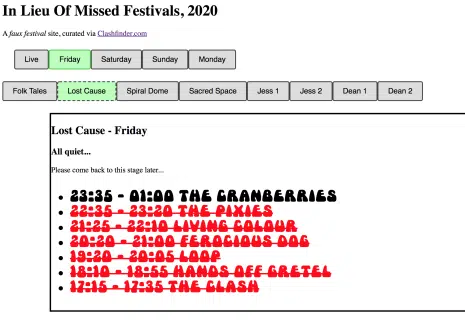 In Lieu Of Missed Festivals, 2020
A faux festival site, curated via Clashfinder.com
Live Friday Saturday Sunday Monday
Folk Tales Lost Cause Spiral Dome Sacred Space Jess 1 Jess 2 Dean 1 Dean 2
Lost Cause - Friday
All quiet...
Please come back to this stage later...
23:35 - 01:00 THE CRANBERRIES
22:35 - 23:20 THE PIXIES
21:25 - 22:10 LIVING COLOUR
20:20 - 21:00 FEROCIOUS DOG
19:20 - 20:05 LOOP
18:10 - 18:55 HANDS OFF GRETEL
17:15 - 17:35 THE CLASH